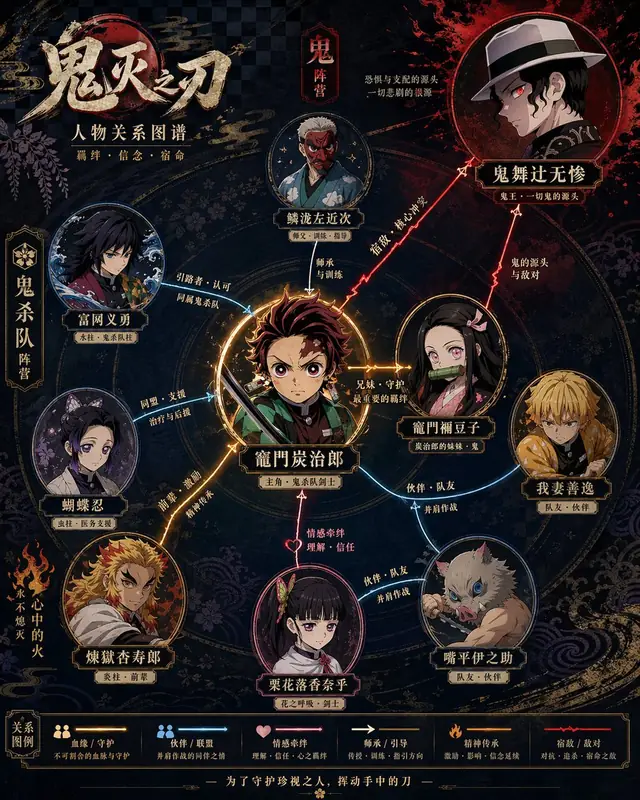 鬼灭之刃
人物关系图谱
羁绊·信念·宿命
鬼
阵营
恐惧与支配的源头
一切悲剧的根源
鬼舞辻无惨
鬼王·一切鬼的源头
鳞泷左近次
师父·训练·指导
师承
与训练
宿敌·核心冲突
鬼的源头
与敌对
鬼杀队
阵营
富冈义勇
水柱·鬼杀队柱
引路者·认可
同属鬼杀队
兄妹·守护
最重要的羁绊
竈門禰豆子
炭治郎的妹妹·鬼
竈門炭治郎
主角·鬼杀队剑士
同盟·支援
治疗与后援
蝴蝶忍
虫柱·医务支援
我妻善逸
队友·伙伴
伙伴·队友
并肩作战
前辈·激励
精神传承
情感牵绊
理解·信任
伙伴·队友
并肩作战
心中的火
永不熄灭
煉獄杏寿郎
炎柱·前辈
栗花落香奈乎
花之呼吸·剑士
嘴平伊之助
队友·伙伴
关系
图例
血缘/守护
不可割舍的血脉与守护
伙伴/联盟
并肩作战的同伴之情
情感牵绊
理解·信任·心之羁绊
师承/引导
传授·训练·指引方向
精神传承
激励·影响·信念延续
宿敌/敌对
对抗·追杀·宿命之敌
为了守护珍视之人，挥动手中的刀